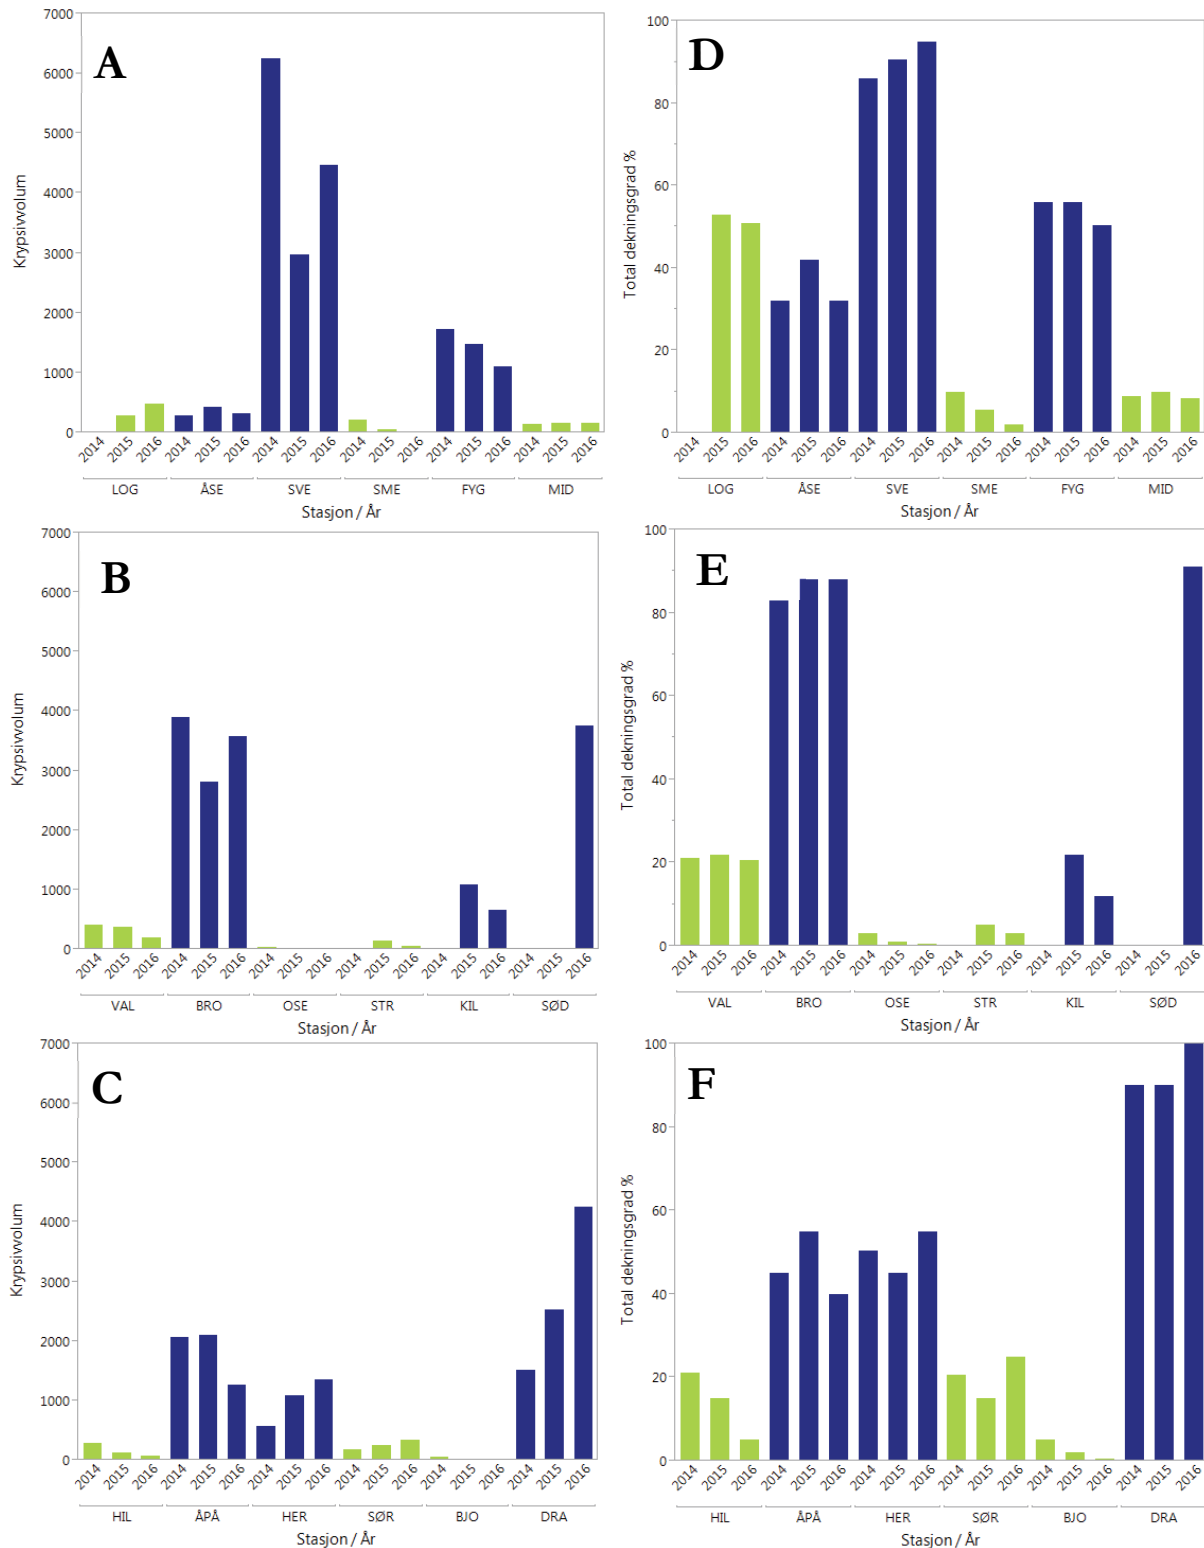 A
Krypsivvolum
7000
6000
5000
4000
3000
2000
1000
0
2014 2015 2016 2014 2015 2016 2014 2015 2016 2014 2015 2016 2014 2015 2016 2014 2015 2016
LOG ÅSE SVE SME FYG MID
Stasjon / År
D
Total dekningsgrad %
100
80
60
40
20
0
2014 2015 2016 2014 2015 2016 2014 2015 2016 2014 2015 2016 2014 2015 2016 2014 2015 2016
LOG ÅSE SVE SME FYG MID
Stasjon / År
B
Krypsivvolum
7000
6000
5000
4000
3000
2000
1000
0
2014 2015 2016 2014 2015 2016 2014 2015 2016 2014 2015 2016 2014 2015 2016 2014 2015 2016
VAL BRO OSE STR KIL SØD
Stasjon / År
E
Total dekningsgrad %
100
80
60
40
20
0
2014 2015 2016 2014 2015 2016 2014 2015 2016 2014 2015 2016 2014 2015 2016 2014 2015 2016
VAL BRO OSE STR KIL SØD
Stasjon / År
C
Krypsivvolum
7000
6000
5000
4000
3000
2000
1000
0
2014 2015 2016 2014 2015 2016 2014 2015 2016 2014 2015 2016 2014 2015 2016 2014 2015 2016
HIL ÅPÅ HER SØR BJO DRA
Stasjon / År
F
Total dekningsgrad %
100
80
60
40
20
0
2014 2015 2016 2014 2015 2016 2014 2015 2016 2014 2015 2016 2014 2015 2016 2014 2015 2016
HIL ÅPÅ HER SØR BJO DRA
Stasjon / År